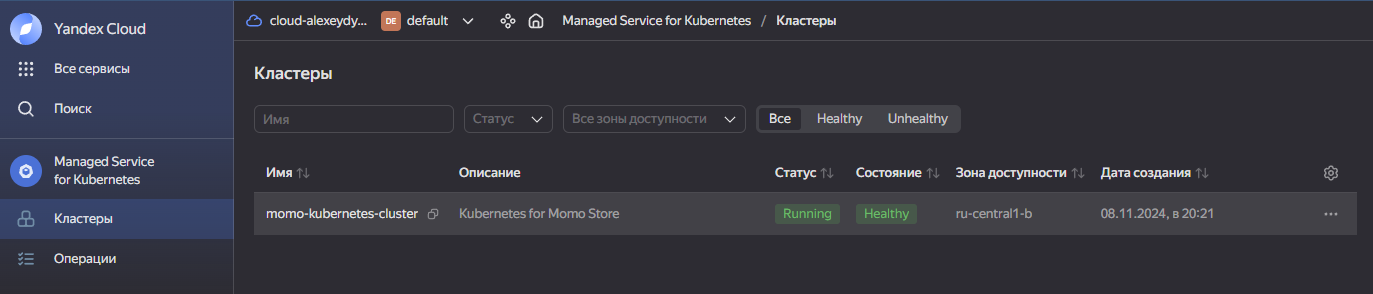 Yandex Cloud
Все сервисы
Поиск
Managed Service
for Kubernetes
Кластеры
Операции
cloud-alexeydy... DE default Managed Service for Kubernetes / Кластеры
Кластеры
Имя Статус Все зоны доступности Все Healthy Unhealthy
Имя Описание Статус Состояние Зона доступности Дата создания
momo-kubernetes-cluster Kubernetes for Momo Store Running Healthy ru-central1-b 08.11.2024, в 20:21